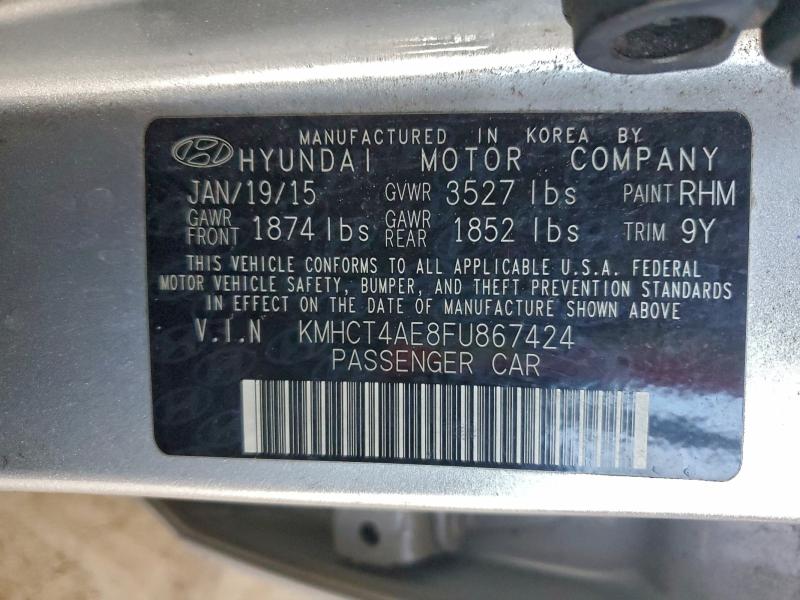 MANUFACTURED IN KOREA BY
HYUNDAI MOTOR COMPANY
JAN/19/15 GVWR 3527 lbs PAINT RHM
GAWR FRONT 1874 lbs GAWR REAR 1852 lbs TRIM 9Y
THIS VEHICLE CONFORMS TO ALL APPLICABLE U.S.A. FEDERAL
MOTOR VEHICLE SAFETY, BUMPER, AND THEFT PREVENTION STANDARDS
IN EFFECT ON THE DATE OF MANUFACTURE SHOWN ABOVE
V.I.N KMHCT4AE8FU867424
PASSENGER CAR